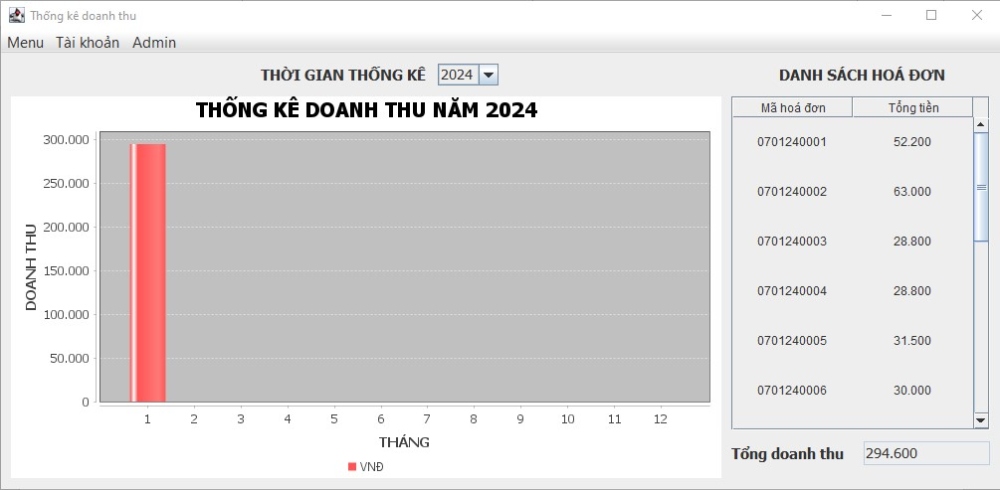 Thống kê doanh thu
Menu Tài khoản Admin
THỜI GIAN THỐNG KÊ 2024
THỐNG KÊ DOANH THU NĂM 2024
300.000
250.000
200.000
150.000
100.000
50.000
0
DOANH THU
1 2 3 4 5 6 7 8 9 10 11 12
THÁNG
VNĐ
DANH SÁCH HOÁ ĐƠN
Mã hoá đơn Tổng tiền
0701240001 52.200
0701240002 63.000
0701240003 28.800
0701240004 28.800
0701240005 31.500
0701240006 30.000
Tổng doanh thu 294.600